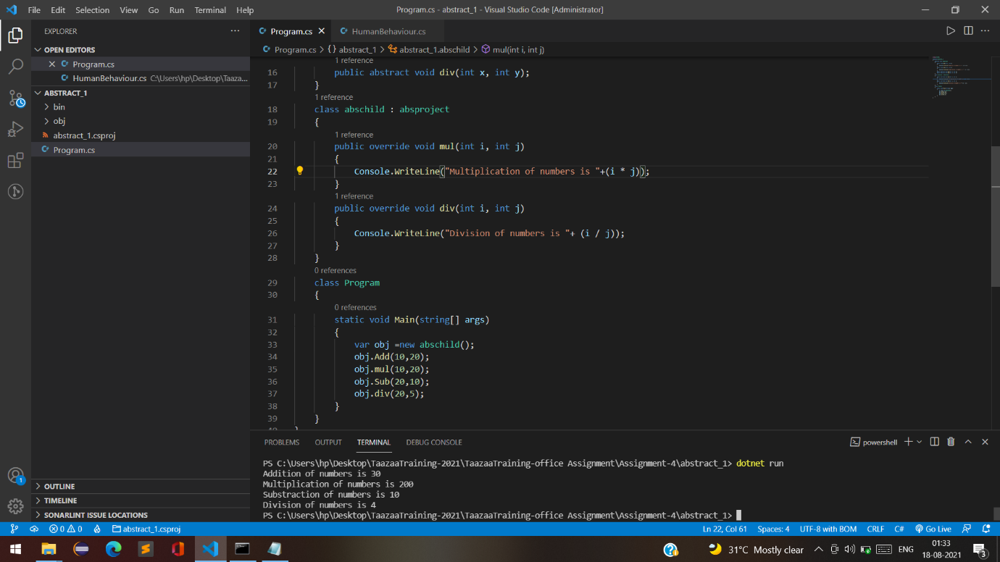 File Edit Selection View Go Run Terminal Help Program.cs - abstract_1 - Visual Studio Code [Administrator]
EXPLORER
OPEN EDITORS
Program.cs
HumanBehaviour.cs C:\Users\hp\Desktop\Taazaa...
ABSTRACT_1
bin
obj
abstract_1.csproj
Program.cs
OUTLINE
TIMELINE
SONARLINT ISSUE LOCATIONS
1
Program.cs HumanBehaviour.cs
Program.cs > {} abstract_1 > abstract_1.abschild > mul(int i, int j)
1 reference
16 public abstract void div(int x, int y);
17 }
1 reference
18 class abschild : absproject
19 {
1 reference
20 public override void mul(int i, int j)
21 {
22 Console.WriteLine("Multiplication of numbers is "+(i * j));
23 }
1 reference
24 public override void div(int i, int j)
25 {
26 Console.WriteLine("Division of numbers is "+ (i / j));
27 }
28 }
0 references
29 class Program
30 {
0 references
31 static void Main(string[] args)
32 {
33 var obj =new abschild();
34 obj.Add(10,20);
35 obj.mul(10,20);
36 obj.Sub(20,10);
37 obj.div(20,5);
38 }
39 }
PROBLEMS OUTPUT TERMINAL DEBUG CONSOLE powershell
PS C:\Users\hp\Desktop\TaazaaTraining-2021\TaazaaTraining-office Assignment\Assignment-4\abstract_1> dotnet run
Addition of numbers is 30
Multiplication of numbers is 200
Substraction of numbers is 10
Division of numbers is 4
PS C:\Users\hp\Desktop\TaazaaTraining-2021\TaazaaTraining-office Assignment\Assignment-4\abstract_1>
0 0 abstract_1.csproj Ln 22, Col 61 Spaces: 4 UTF-8 with BOM CRLF C# Go Live
31°C Mostly clear ENG 01:33
18-08-2021 3